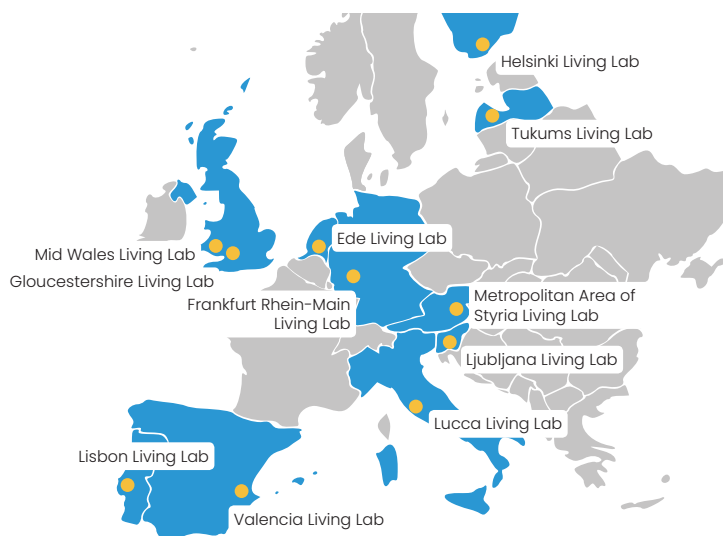 Helsinki Living Lab
Tukums Living Lab
Ede Living Lab
Mid Wales Living Lab
Gloucestershire Living Lab
Frankfurt Rhein-Main
Living Lab
Metropolitan Area of
Styria Living Lab
Ljubljana Living Lab
Lucca Living Lab
Lisbon Living Lab
Valencia Living Lab